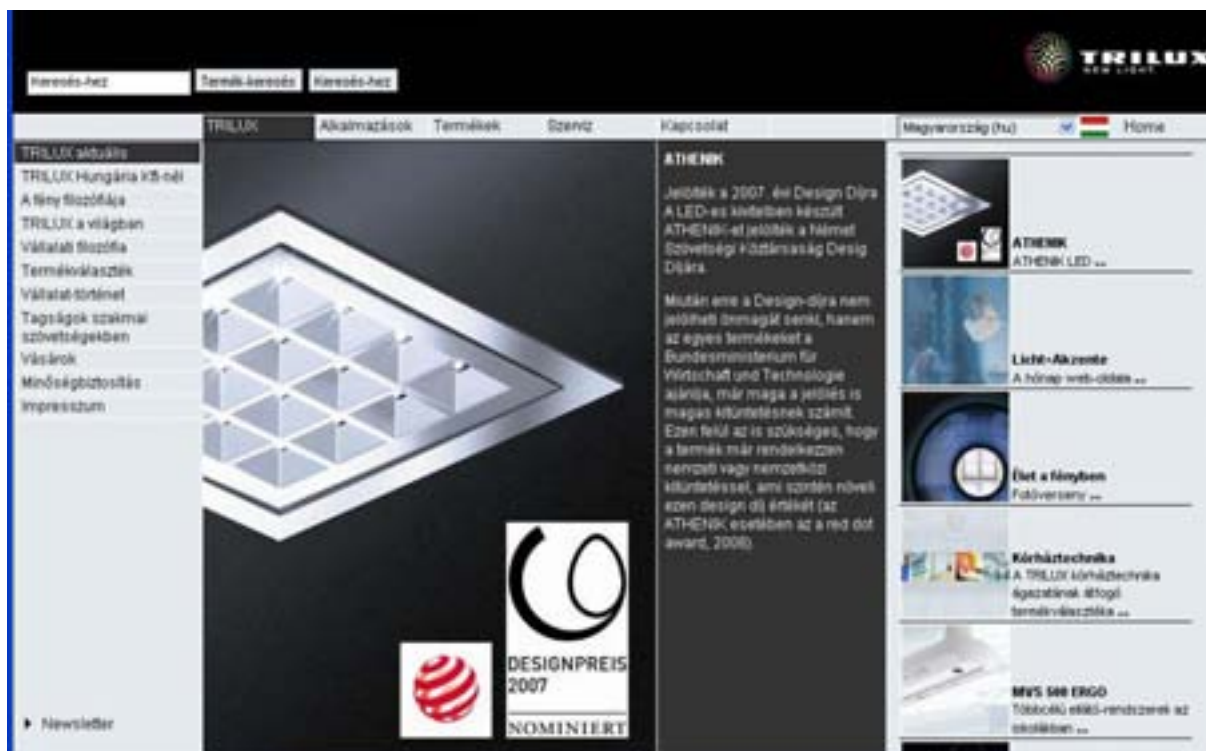 TRILUX
NEW LIGHT.
Keresés-hez
Termék-keresés
Keresés-hez
TRILUX
Alkalmazások
Termékek
Szerviz
Kapcsolat
Magyarország (hu)
Home
TRILUX aktuális
TRILUX Hungária Kft-nél
A fény filozófiája
TRILUX a világban
Vállalati filozófia
Termékválaszték
Vállalat-történet
Tagságok szakmai
szövetségekben
Vásárok
Minőségbiztosítás
Impresszum
Newsletter
DESIGNPREIS
2007
NOMINIERT
ATHENIK
Jelölték a 2007. évi Design Díjra
A LED-es kivitelben készült
ATHENIK-et jelölték a Német
Szövetségi Köztársaság Desig
Díjára.
Miután erre a Design-díjra nem
jelölheti önmagát senki, hanem
az egyes termékeket a
Bundesministerium für
Wirtschaft und Technologie
ajánlja, már maga a jelölés is
magas kitüntetésnek számít.
Ezen felül az is szükséges, hogy
a termék már rendelkezzen
nemzeti vagy nemzetközi
kitüntetéssel, ami szintén növeli
ezen design díj értékét (az
ATHENIK esetében az a red dot
award, 2006)
ATHENIK
ATHENIK LED
Licht-Akzente
A hónap web-oldala
Élet a fényben
Fotóverseny
Kórháztechnika
A TRILUX kórháztechnika
ágazatának átfogó
termékválasztéka
MVS 500 ERGO
Többcélú ellátó-rendszerek az
iskolákban